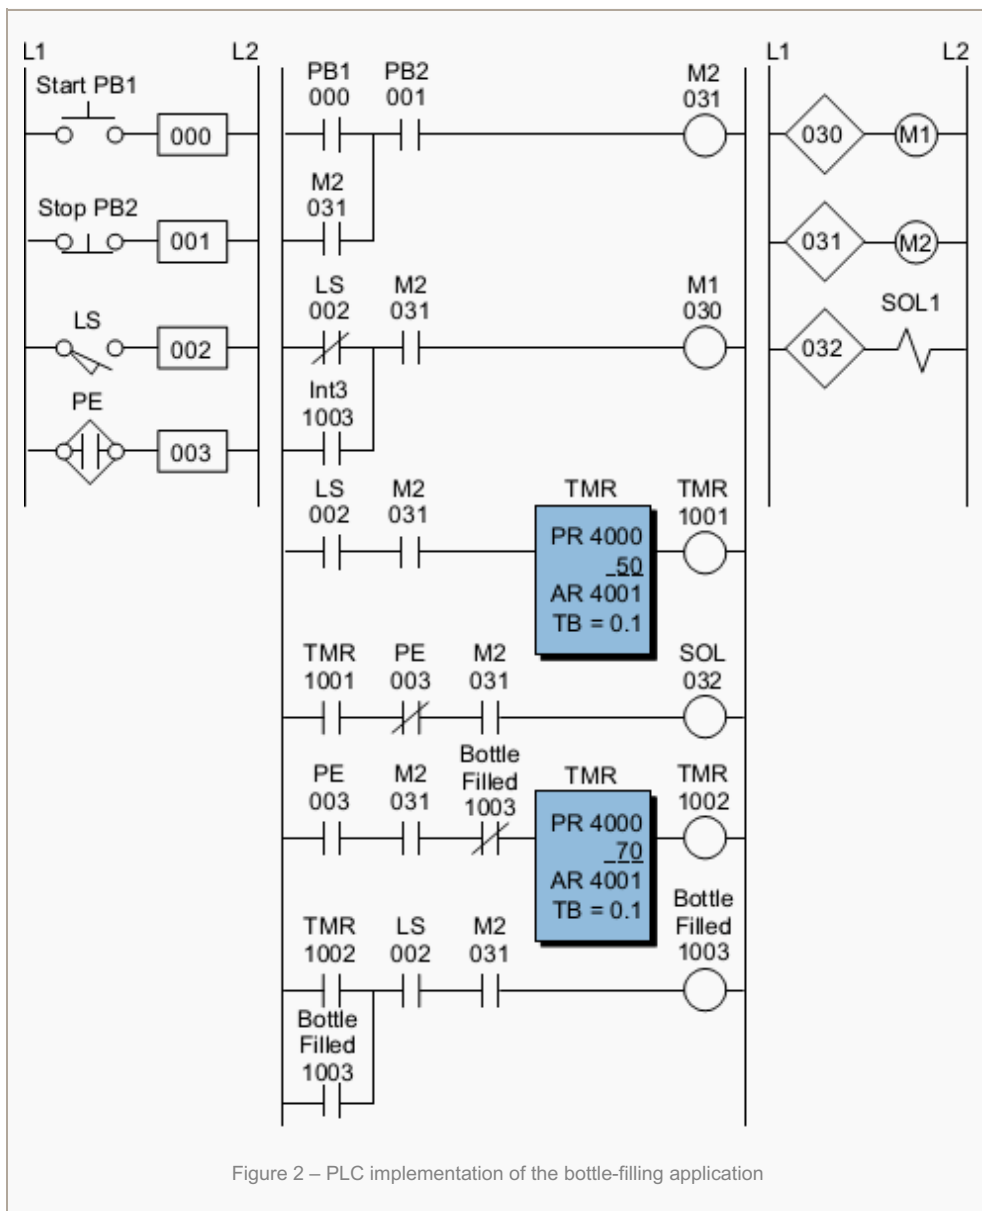 L1
L2
Start PB1
000
Stop PB2
001
LS
002
PE
003
PB1
000
PB2
001
M2
031
M2
031
LS
002
M2
031
M1
030
Int3
1003
LS
002
M2
031
TMR
PR 4000
50
AR 4001
TB = 0.1
TMR
1001
TMR
1001
PE
003
M2
031
SOL
032
PE
003
M2
031
Bottle
Filled
1003
TMR
PR 4000
70
AR 4001
TB = 0.1
TMR
1002
TMR
1002
LS
002
M2
031
Bottle
Filled
1003
Bottle
Filled
1003
L1
L2
030
M1
031
M2
SOL1
032
Figure 2 – PLC implementation of the bottle-filling application